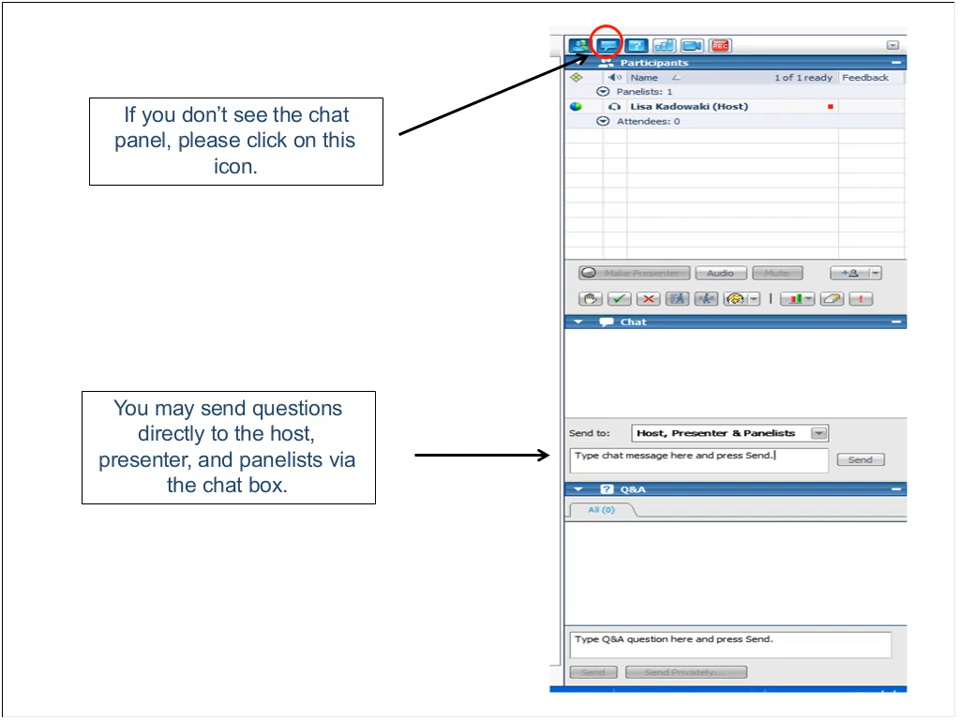 If you don't see the chat
panel, please click on this
icon.
You may send questions
directly to the host,
presenter, and panelists via
the chat box.
REC
Participants
Name 1 of 1 ready Feedback
Panelists: 1
Lisa Kadowaki (Host)
Attendees: 0
Make Presenter Audio Mute
Chat
Send to: Host, Presenter & Panelists
Type chat message here and press Send. Send
Q&A
All (0)
Type Q&A question here and press Send.
Send Send Privately...